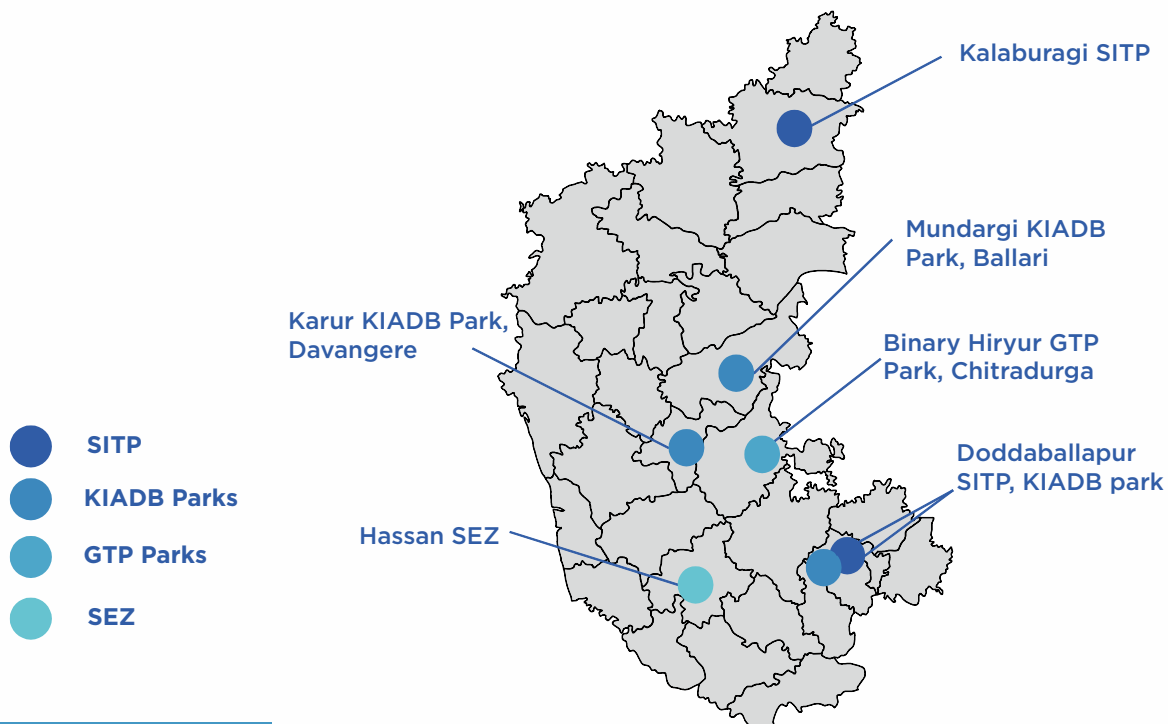 Kalaburagi SITP
Mundargi KIADB
Park, Ballari
Karur KIADB Park,
Davangere
Binary Hiryur GTP
Park, Chitradurga
SITP
KIADB Parks
GTP Parks
SEZ
Doddaballapur
SITP, KIADB park
Hassan SEZ